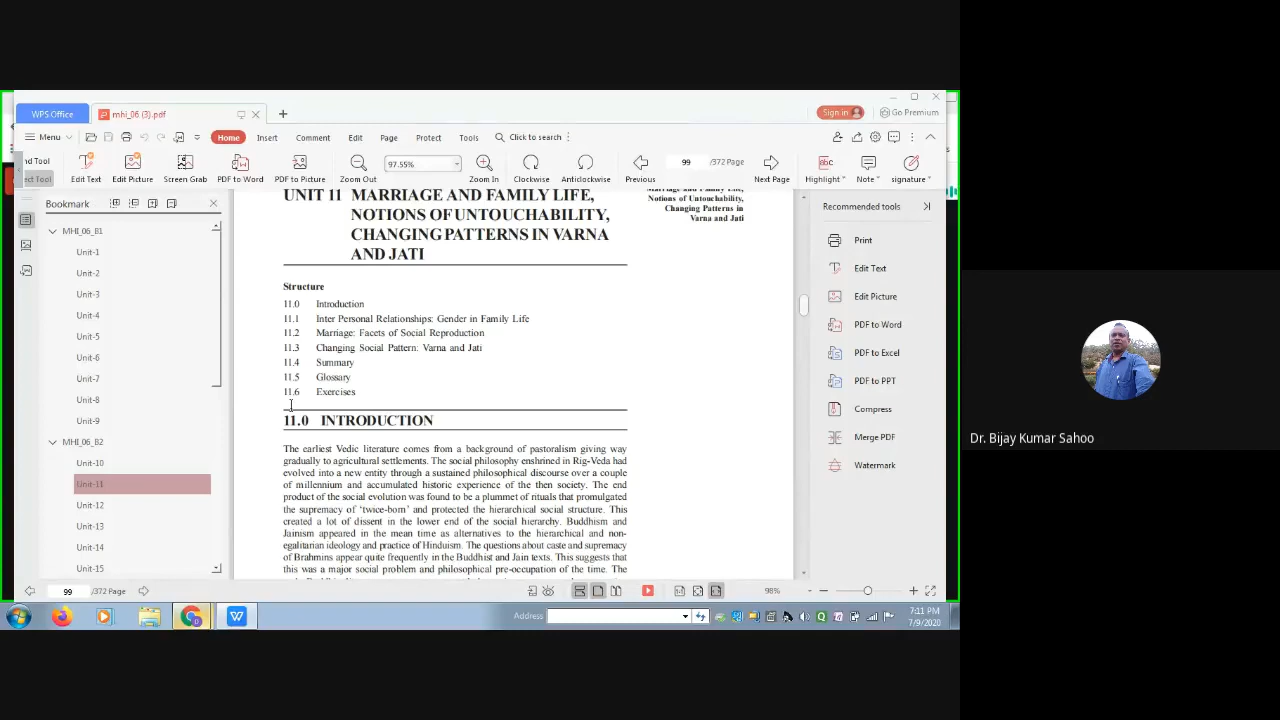 WPS Office
mhi_06 (3).pdf
Sign in
Go Premium
Menu
Home
Insert
Comment
Edit
Page
Protect
Tools
Click to search
nd Tool
ect Tool
Edit Text
Edit Picture
Screen Grab
PDF to Word
PDF to Picture
Zoom Out
97.55%
Zoom In
Clockwise
Anticlockwise
Previous
99
/372 Page
Next Page
Highlight
Note
signature
Bookmark
MHI_06_B1
Unit-1
Unit-2
Unit-3
Unit-4
Unit-5
Unit-6
Unit-7
Unit-8
Unit-9
MHI_06_B2
Unit-10
Unit-11
Unit-12
Unit-13
Unit-14
Unit-15
UNIT 11 MARRIAGE AND FAMILY LIFE,
NOTIONS OF UNTOUCHABILITY,
CHANGING PATTERNS IN VARNA
AND JATI
Marriage and Family Life,
Notions of Untouchability,
Changing Patterns in
Varna and Jati
Structure
11.0 Introduction
11.1 Inter Personal Relationships: Gender in Family Life
11.2 Marriage: Facets of Social Reproduction
11.3 Changing Social Pattern: Varna and Jati
11.4 Summary
11.5 Glossary
11.6 Exercises
11.0 INTRODUCTION
The earliest Vedic literature comes from a background of pastoralism giving way
gradually to agricultural settlements. The social philosophy enshrined in Rig-Veda had
evolved into a new entity through a sustained philosophical discourse over a couple
of millennium and accumulated historic experience of the then society. The end
product of the social evolution was found to be a plummet of rituals that promulgated
the supremacy of ‘twice-born’ and protected the hierarchical social structure. This
created a lot of dissent in the lower end of the social hierarchy. Buddhism and
Jainism appeared in the mean time as alternatives to the hierarchical and non-
egalitarian ideology and practice of Hinduism. The questions about caste and supremacy
of Brahmins appear quite frequently in the Buddhist and Jain texts. This suggests that
this was a major social problem and philosophical pre-occupation of the time. The
Recommended tools
Print
Edit Text
Edit Picture
PDF to Word
PDF to Excel
PDF to PPT
Compress
Merge PDF
Watermark
99
/372 Page
98%
Address
7:11 PM
7/9/2020
Dr. Bijay Kumar Sahoo